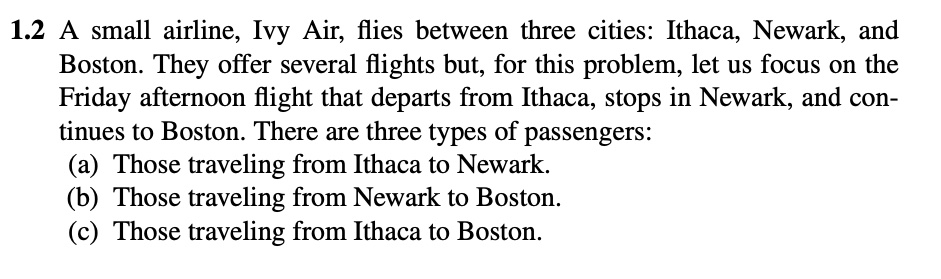 1.2 A small airline, Ivy Air, flies between three cities: Ithaca, Newark, and
Boston. They offer several flights but, for this problem, let us focus on the
Friday afternoon flight that departs from Ithaca, stops in Newark, and con-
tinues to Boston. There are three types of passengers:
(a) Those traveling from Ithaca to Newark.
(b) Those traveling from Newark to Boston.
(c) Those traveling from Ithaca to Boston.